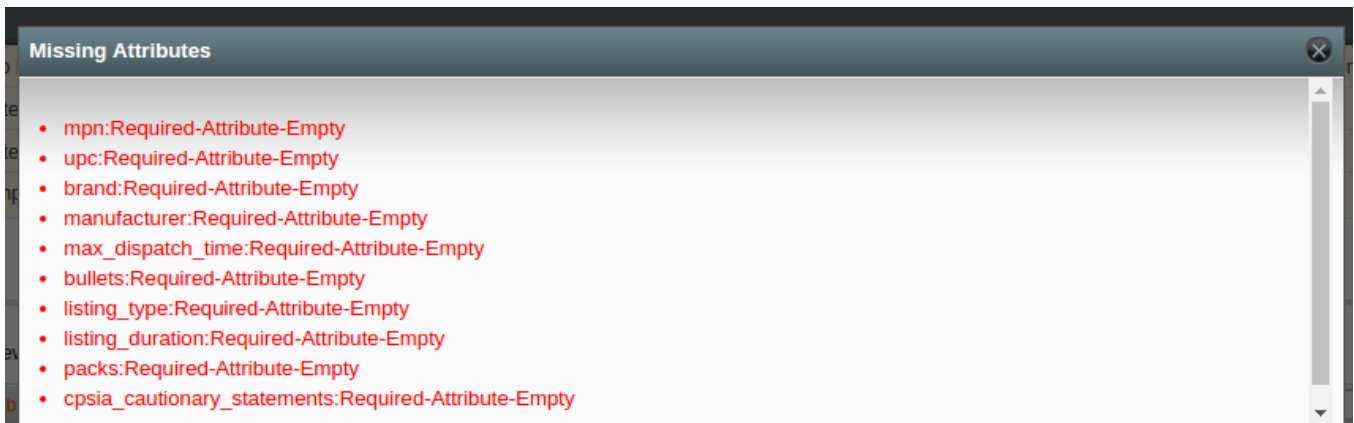 Missing Attributes
mpn:Required-Attribute-Empty
upc:Required-Attribute-Empty
brand:Required-Attribute-Empty
manufacturer:Required-Attribute-Empty
max_dispatch_time:Required-Attribute-Empty
bullets:Required-Attribute-Empty
listing_type:Required-Attribute-Empty
listing_duration:Required-Attribute-Empty
packs:Required-Attribute-Empty
cpsia_cautionary_statements:Required-Attribute-Empty